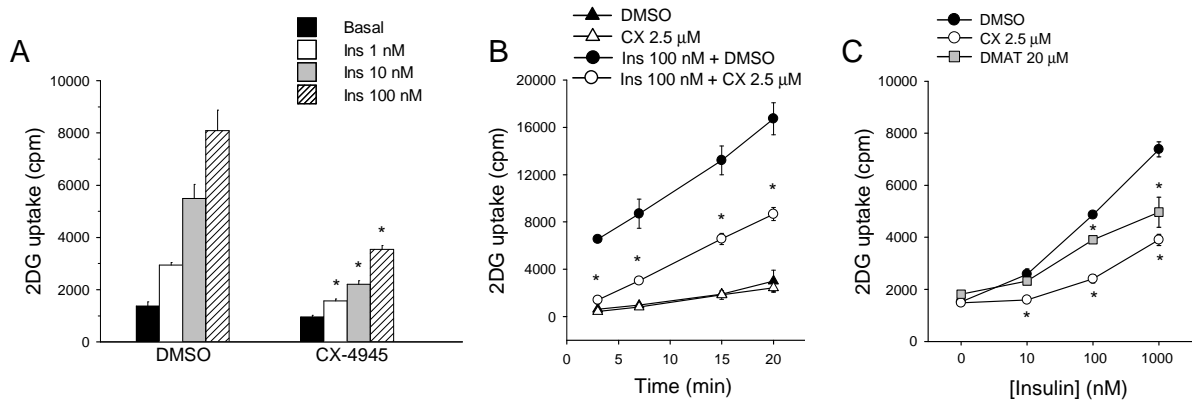 A
Basal
Ins 1 nM
Ins 10 nM
Ins 100 nM
2DG uptake (cpm)
10000
8000
6000
4000
2000
0
* * *
DMSO CX-4945
B
DMSO
CX 2.5 μM
Ins 100 nM + DMSO
Ins 100 nM + CX 2.5 μM
2DG uptake (cpm)
20000
16000
12000
8000
4000
0
* * * *
0 5 10 15 20
Time (min)
C
DMSO
CX 2.5 μM
DMAT 20 μM
2DG uptake (cpm)
10000
8000
6000
4000
2000
0
* * * * *
0 10 100 1000
[Insulin] (nM)